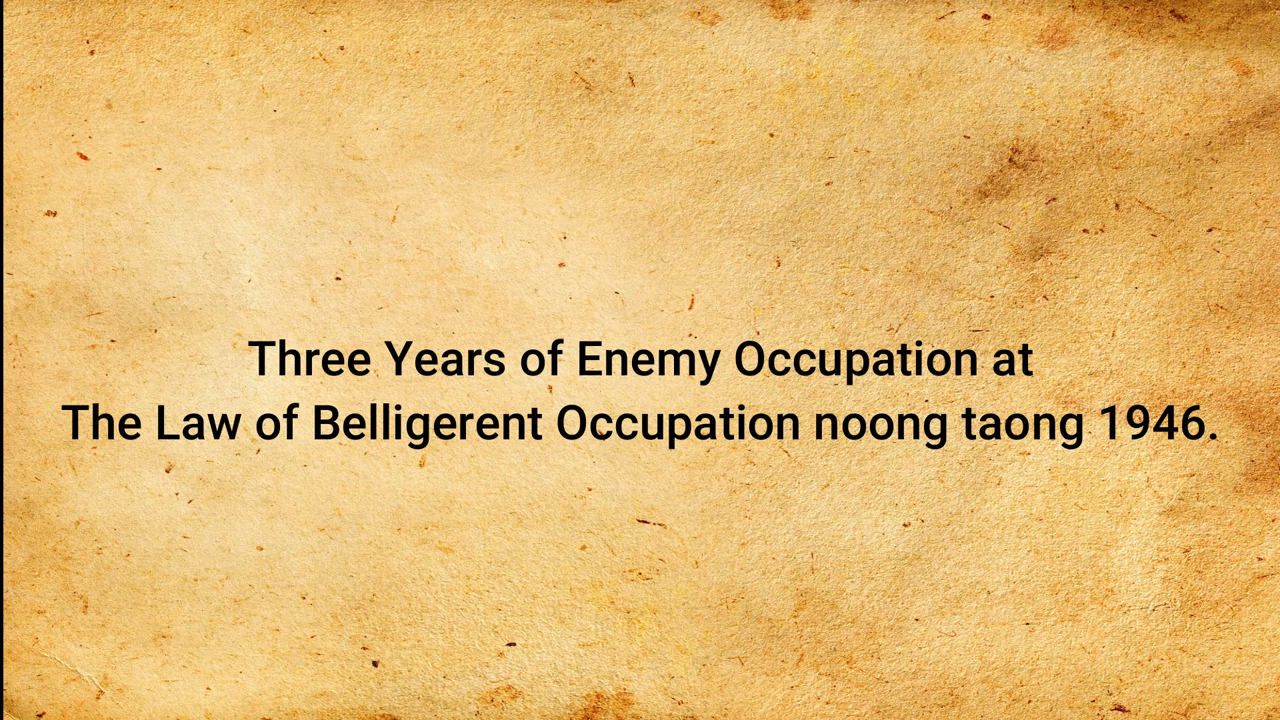 Three Years of Enemy Occupation at
The Law of Belligerent Occupation noong taong 1946.